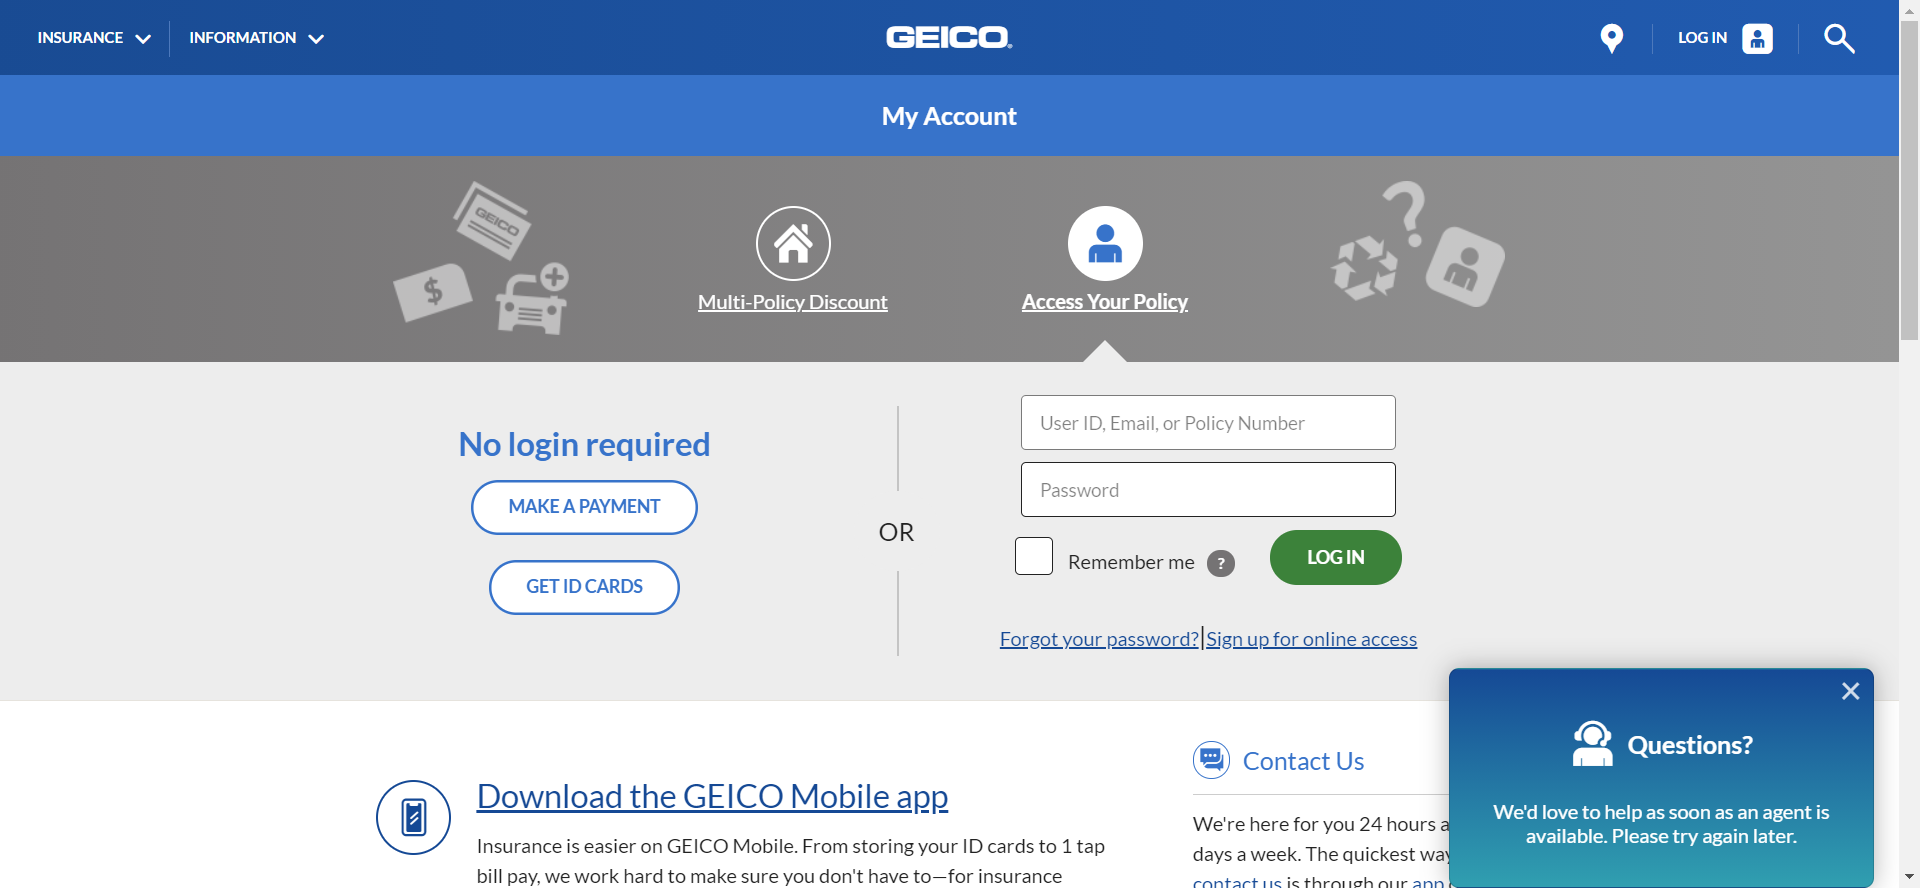 INSURANCE
INFORMATION
GEICO
LOG IN
My Account
GEICO
$
Multi-Policy Discount
Access Your Policy
?
No login required
MAKE A PAYMENT
GET ID CARDS
OR
User ID, Email, or Policy Number
Password
Remember me ?
LOG IN
Forgot your password?|Sign up for online access
Download the GEICO Mobile app
Insurance is easier on GEICO Mobile. From storing your ID cards to 1 tap
bill pay, we work hard to make sure you don't have to—for insurance
Contact Us
We're here for you 24 hours a
days a week. The quickest way
contact us is through our app
Questions?
We'd love to help as soon as an agent is
available. Please try again later.